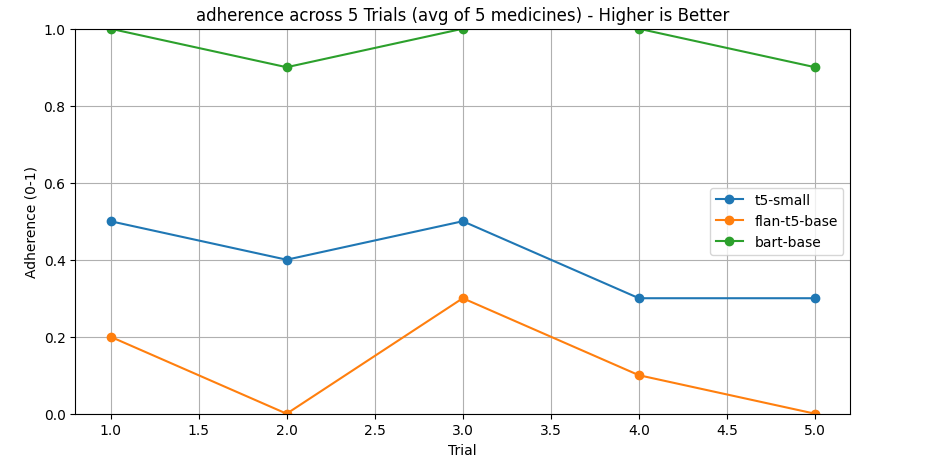 adherence across 5 Trials (avg of 5 medicines) - Higher is Better
Adherence (0-1)
1.0
0.8
0.6
0.4
0.2
0.0
t5-small
flan-t5-base
bart-base
1.0 1.5 2.0 2.5 3.0 3.5 4.0 4.5 5.0
Trial